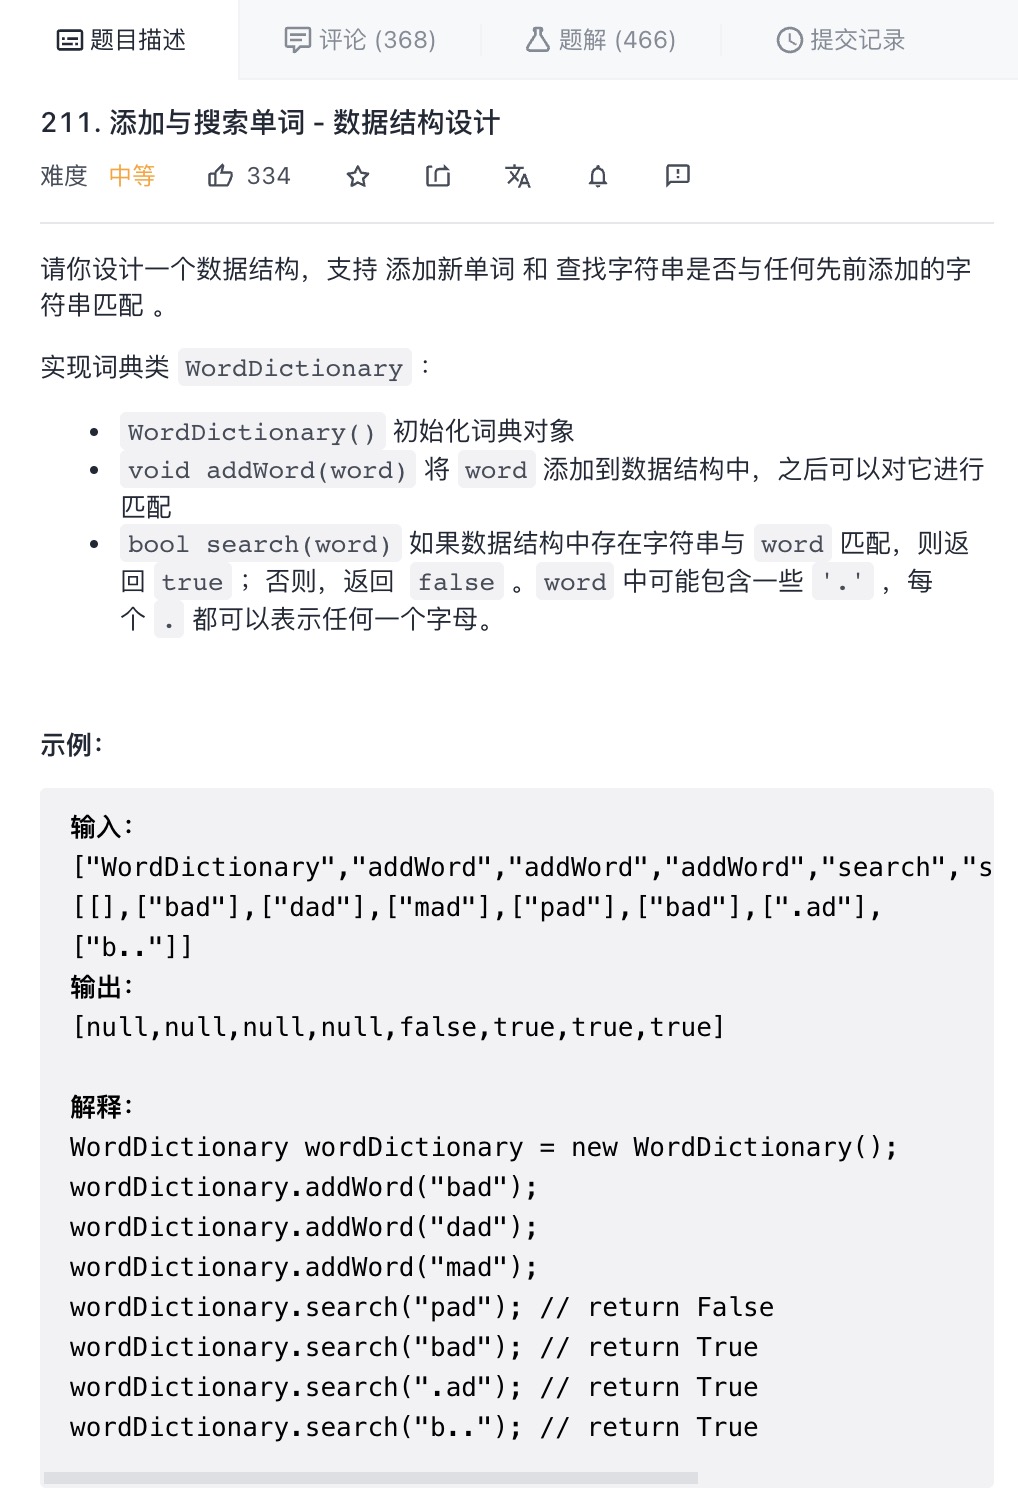 题目描述 评论 (368) 题解 (466) 提交记录
211. 添加与搜索单词 - 数据结构设计
难度 中等 334
请你设计一个数据结构，支持 添加新单词 和 查找字符串是否与任何先前添加的字
符串匹配 。
实现词典类 WordDictionary ：
• WordDictionary() 初始化词典对象
• void addWord(word) 将 word 添加到数据结构中，之后可以对它进行
匹配
• bool search(word) 如果数据结构中存在字符串与 word 匹配，则返
回 true ；否则，返回 false 。word 中可能包含一些 '.' ，每
个 . 都可以表示任何一个字母。
示例：
输入：
["WordDictionary","addWord","addWord","addWord","search","s
[[],["bad"],["dad"],["mad"],["pad"],["bad"],[".ad"],
["b.."]]
输出：
[null,null,null,null,false,true,true,true]
解释：
WordDictionary wordDictionary = new WordDictionary();
wordDictionary.addWord("bad");
wordDictionary.addWord("dad");
wordDictionary.addWord("mad");
wordDictionary.search("pad"); // return False
wordDictionary.search("bad"); // return True
wordDictionary.search(".ad"); // return True
wordDictionary.search("b.."); // return True